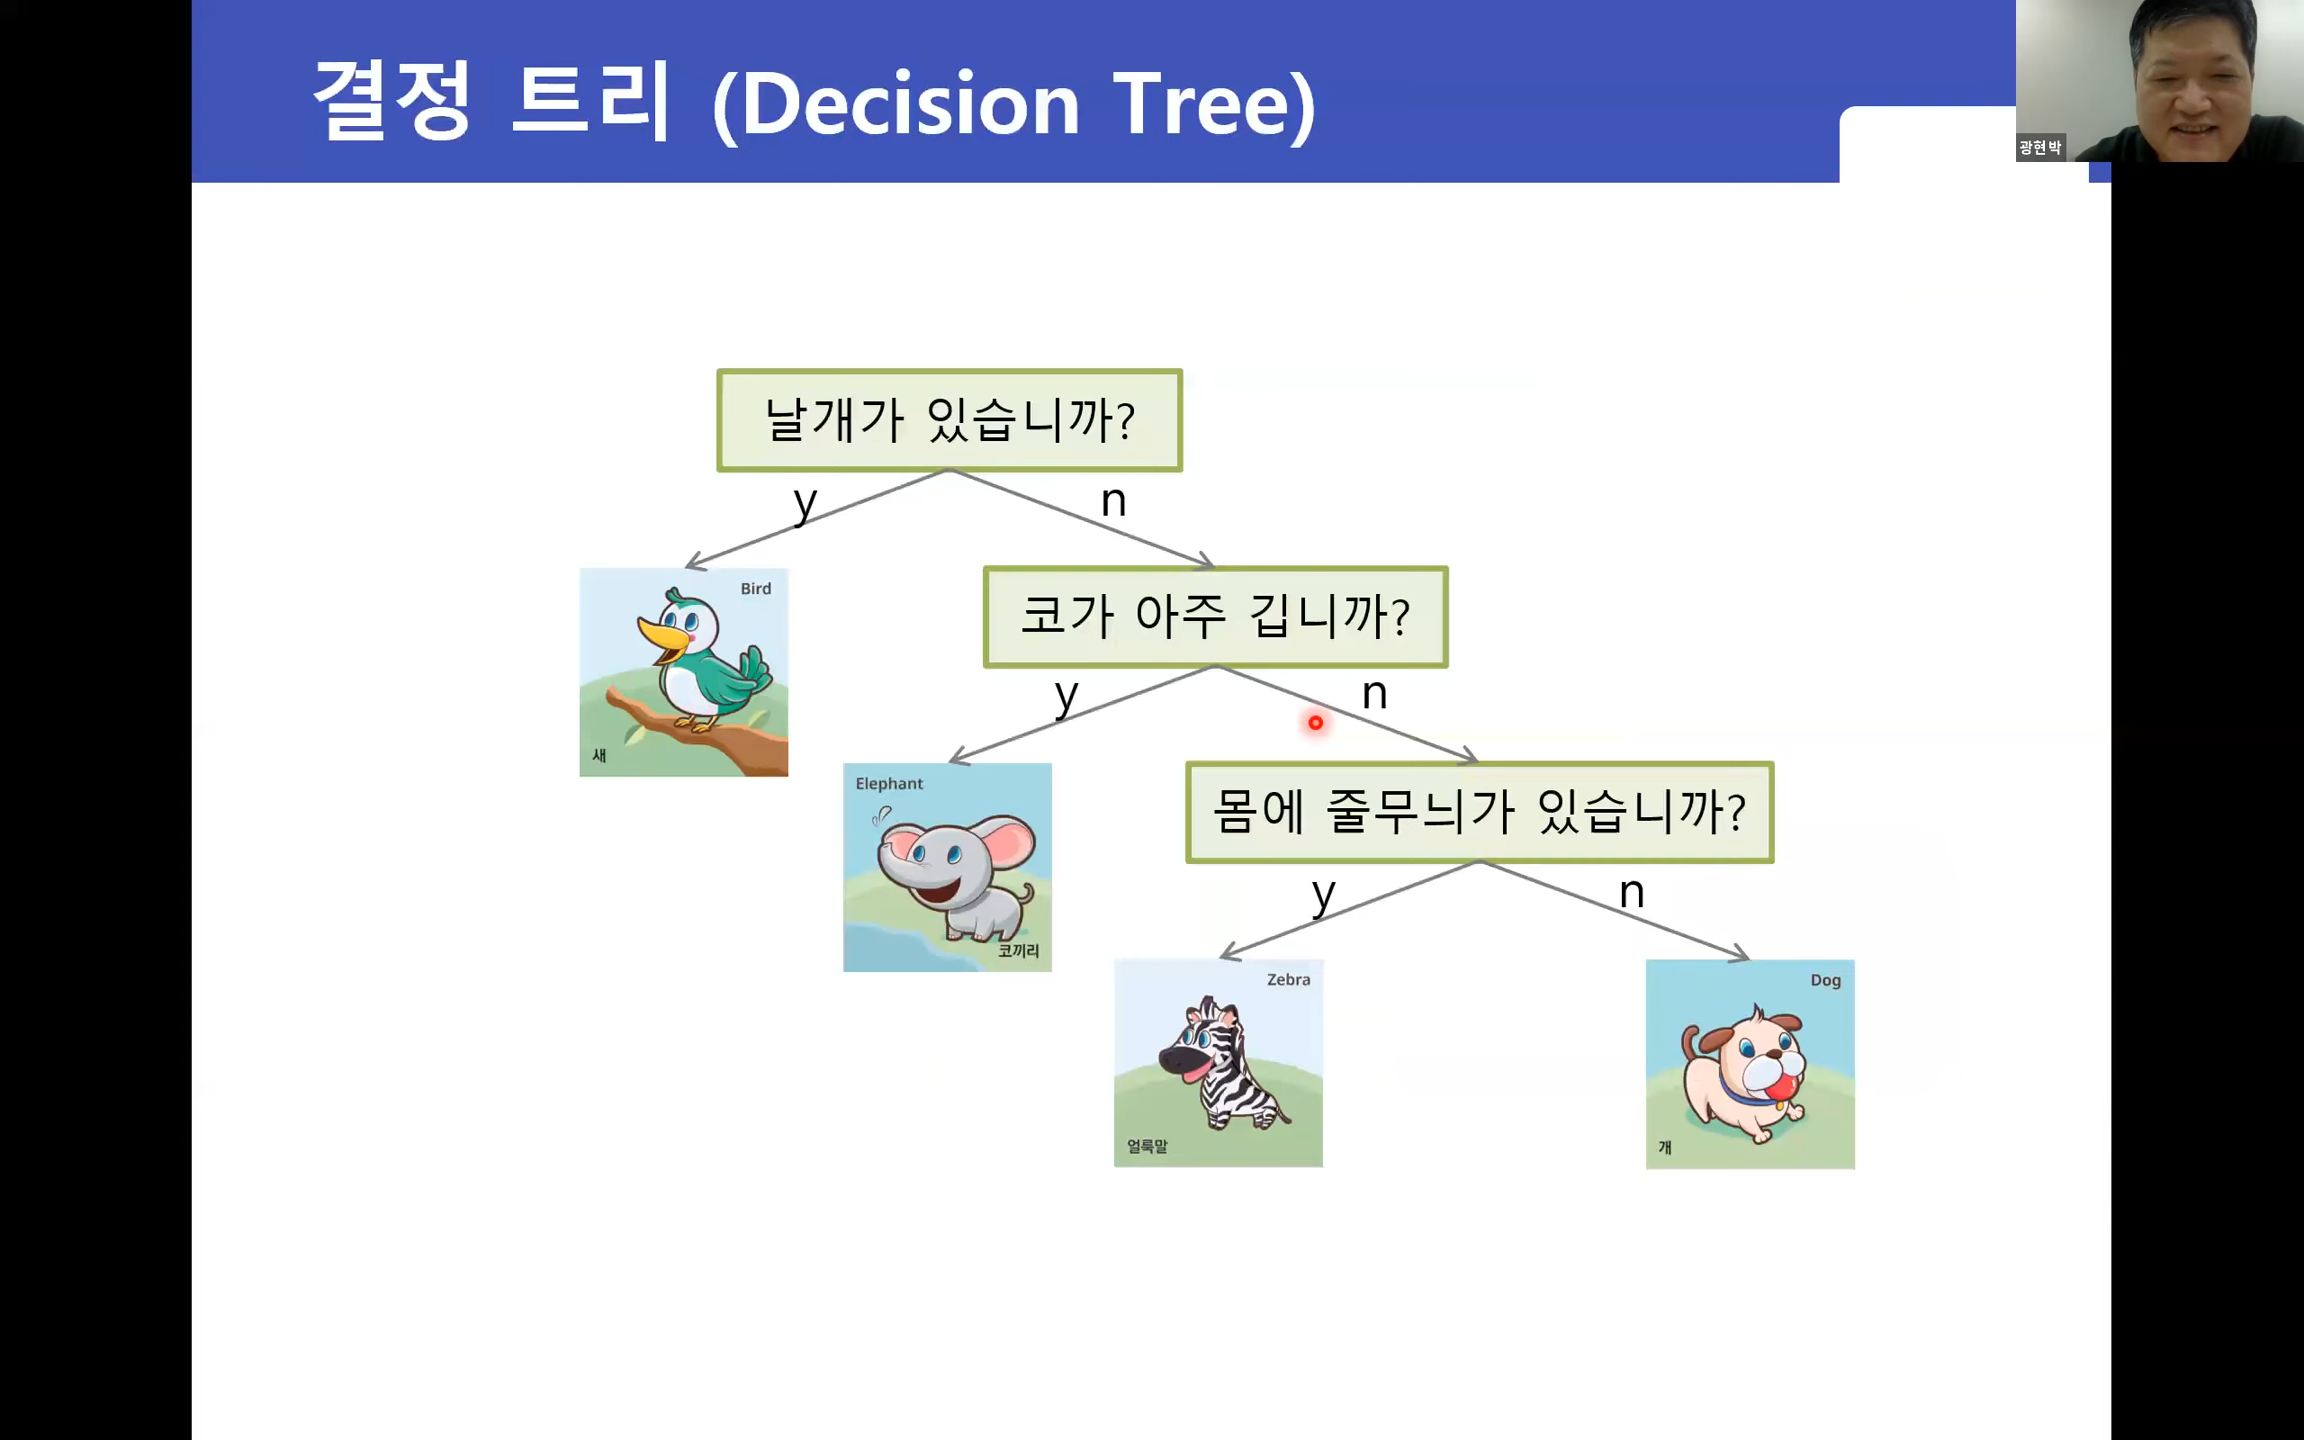 결정 트리 (Decision Tree)
광현박
날개가 있습니까?
y
n
Bird
새
코가 아주 깁니까?
y
n
Elephant
코끼리
몸에 줄무늬가 있습니까?
y
n
Zebra
얼룩말
Dog
개